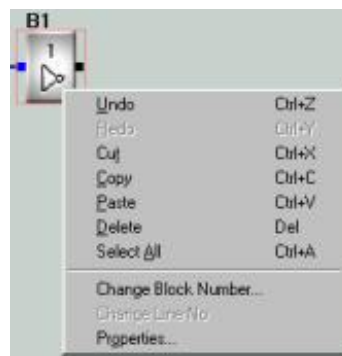 B1
1
Undo Ctrl+Z
Redo Ctrl+Y
Cut Ctrl+X
Copy Ctrl+C
Paste Ctrl+V
Delete Del
Select All Ctrl+A
Change Block Number...
Change Line No
Properties...